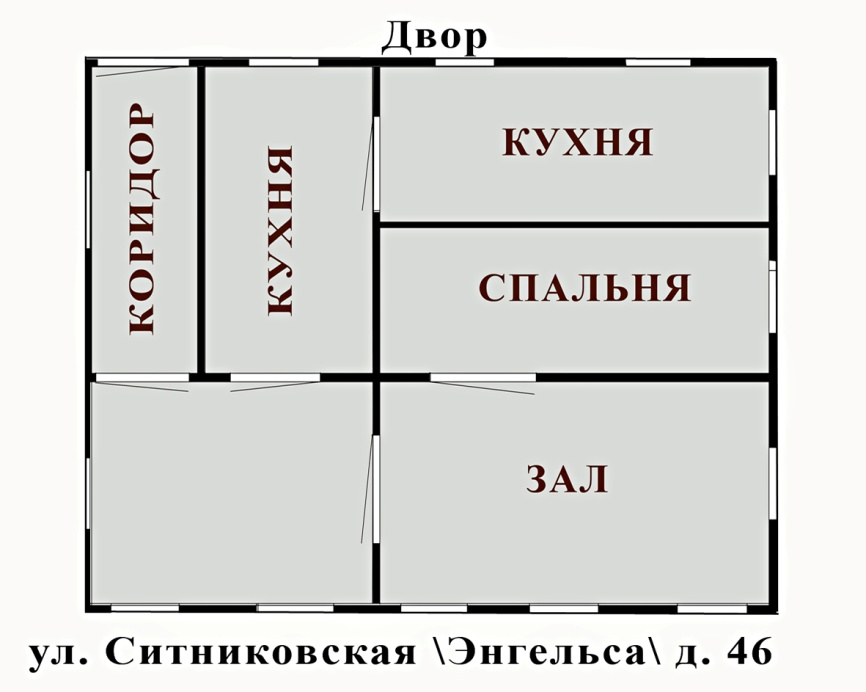 Двор
КОРИДОР
КУХНЯ
КУХНЯ
СПАЛЬНЯ
ЗАЛ
ул. Ситниковская \Энгельса\ д. 46